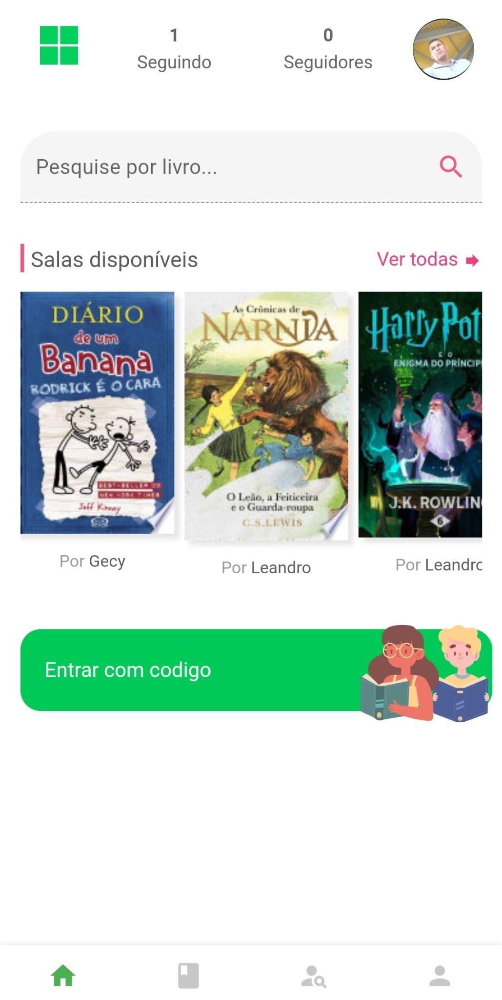 1
Seguindo
0
Seguidores
Pesquise por livro...
Salas disponíveis
Ver todas
DIÁRIO
de um
Banana
RODRICK É O CARA
BEST-SELLER DO
NEW YORK TIMES
Jeff Kinney
As Crônicas de
NÁRNIA
O Leão, a Feiticeira
e o Guarda-roupa
C.S.LEWIS
Harry Pot
E O
ENIGMA DO PRÍNCIP
J.K. ROWLIN
6
Por Gecy
Por Leandro
Por Leandro
Entrar com codigo